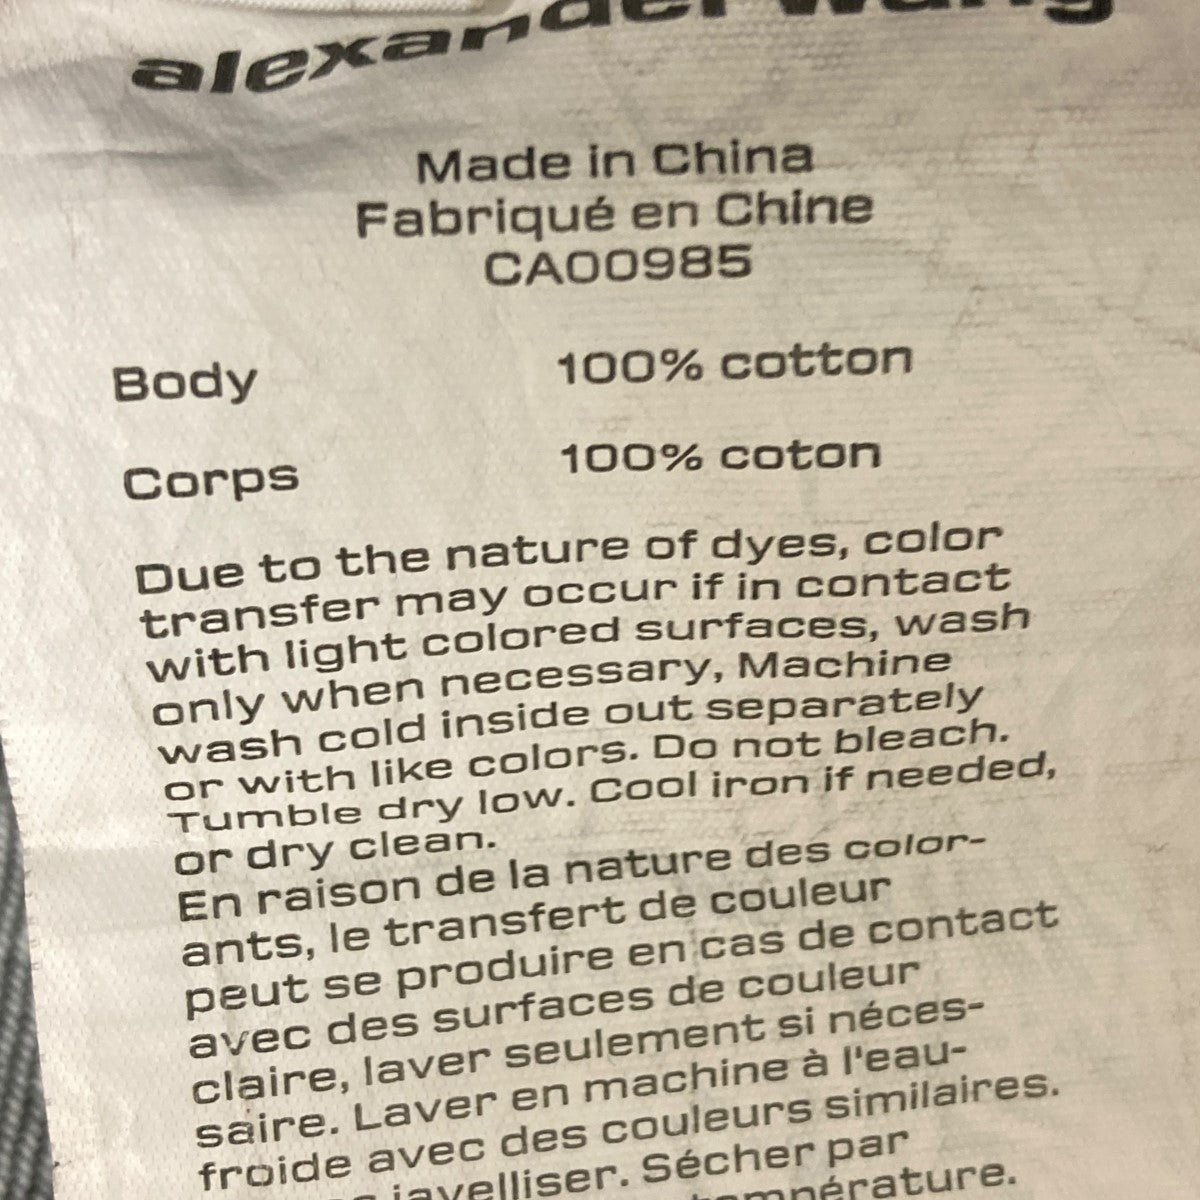 alexander wang
Made in China
Fabriqué en Chine
CA00985
Body 100% cotton
Corps 100% coton
Due to the nature of dyes, color
transfer may occur if in contact
with light colored surfaces, wash
only when necessary, Machine
wash cold inside out separately
or with like colors. Do not bleach.
Tumble dry low. Cool iron if needed,
or dry clean.
En raison de la nature des color-
ants, le transfert de couleur
peut se produire en cas de contact
avec des surfaces de couleur
claire, laver seulement si néces-
saire. Laver en machine à l'eau-
froide avec des couleurs similaires.
javelliser. Sécher par
température.